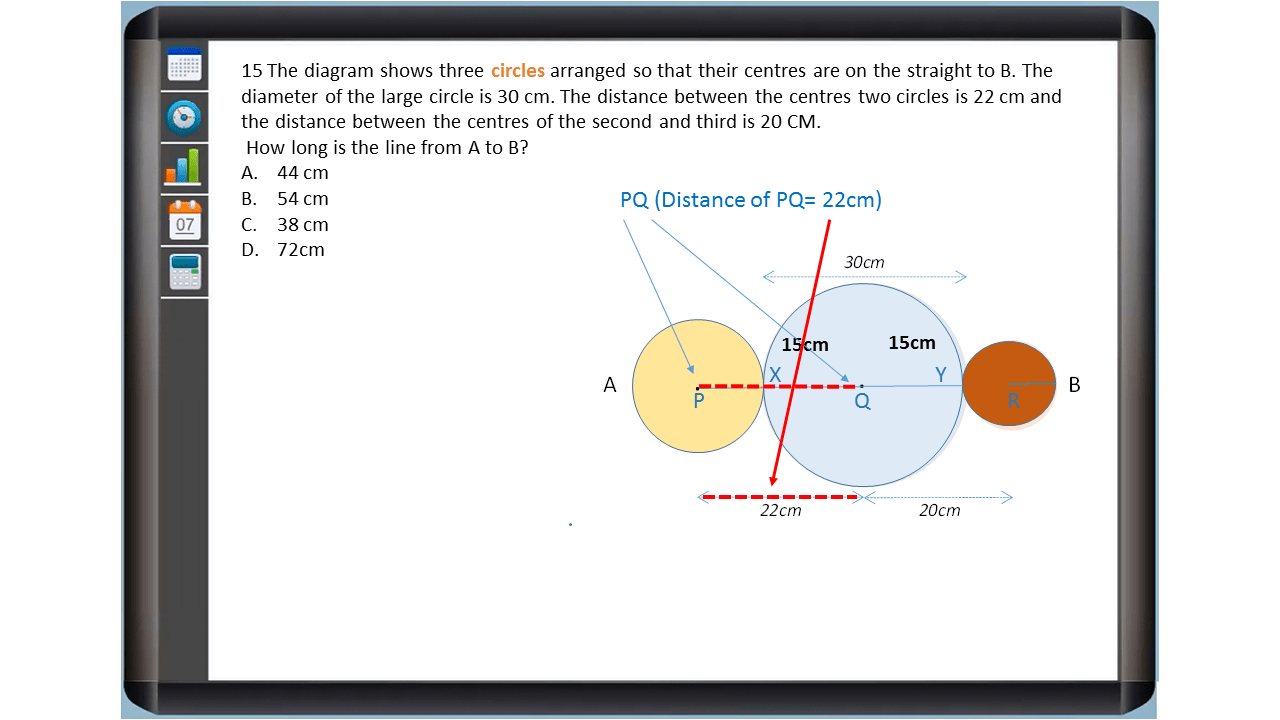 15 The diagram shows three circles arranged so that their centres are on the straight to B. The
diameter of the large circle is 30 cm. The distance between the centres two circles is 22 cm and
the distance between the centres of the second and third is 20 CM.
How long is the line from A to B?
A. 44 cm
B. 54 cm
C. 38 cm
D. 72cm
07
PQ (Distance of PQ= 22cm)
30cm
15cm 15cm
X Y
A B
P Q R
22cm 20cm